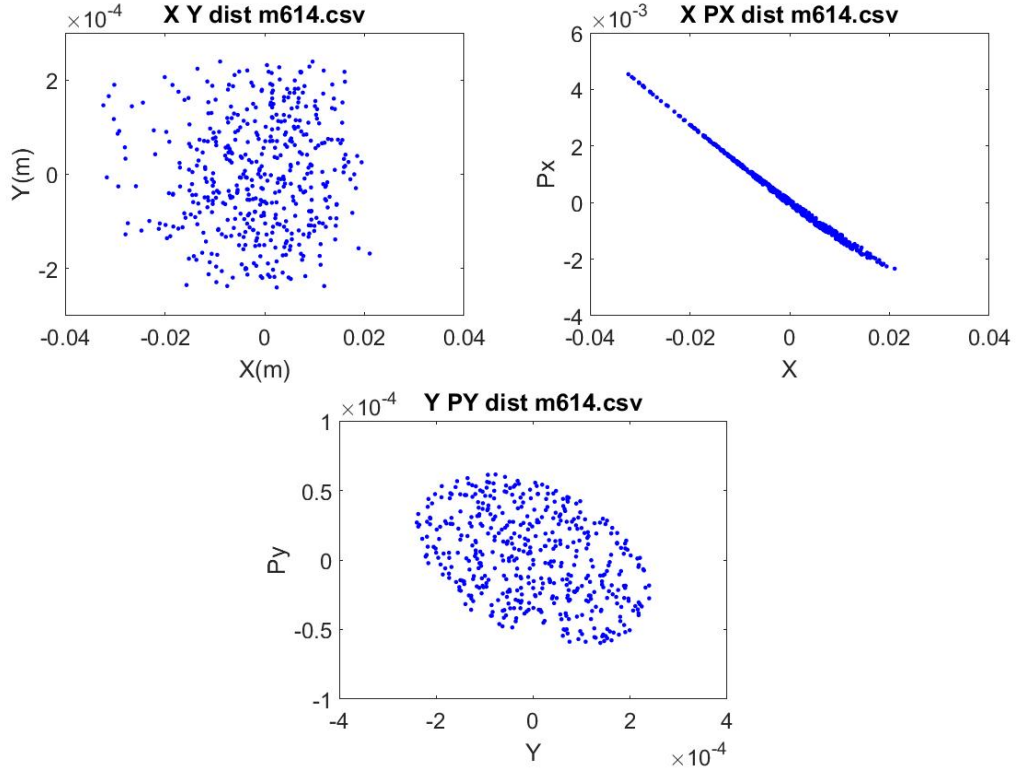 X Y dist m614.csv
×10⁻⁴
2
0
-2
Y(m)
-0.04 -0.02 0 0.02 0.04
X(m)
X PX dist m614.csv
×10⁻³
6
4
2
0
-2
-4
Px
-0.04 -0.02 0 0.02 0.04
X
Y PY dist m614.csv
×10⁻⁴
1
0.5
0
-0.5
-1
Py
-4 -2 0 2 4
Y
×10⁻⁴